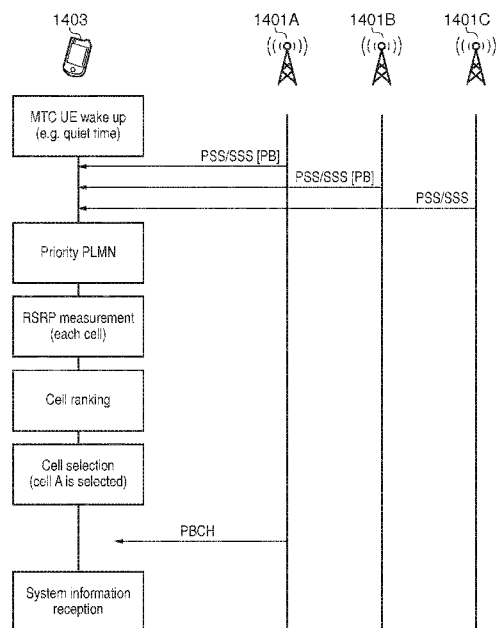 1403
1401A
1401B
1401C
MTC UE wake up
(e.g. quiet time)
PSS/SSS [PB]
PSS/SSS [PB]
PSS/SSS
Priority PLMN
RSRP measurement
(each cell)
Cell ranking
Cell selection
(cell A is selected)
PBCH
System information
reception